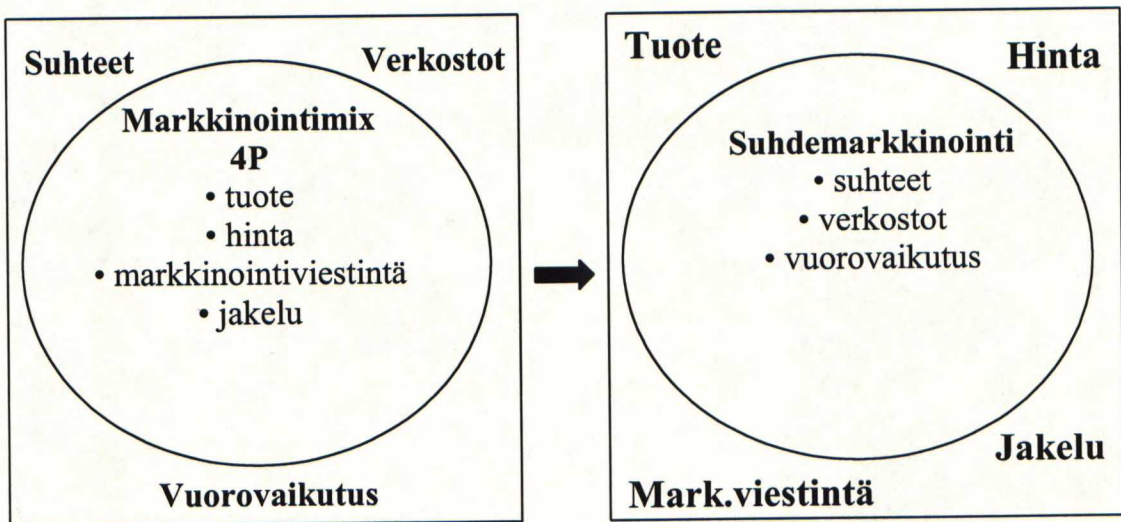 Suhteet
Verkostot
Markkinointimix
4P
• tuote
• hinta
• markkinointiviestintä
• jakelu
Vuorovaikutus
Tuote
Hinta
Suhdemarkkinointi
• suhteet
• verkostot
• vuorovaikutus
Jakelu
Mark.viestintä